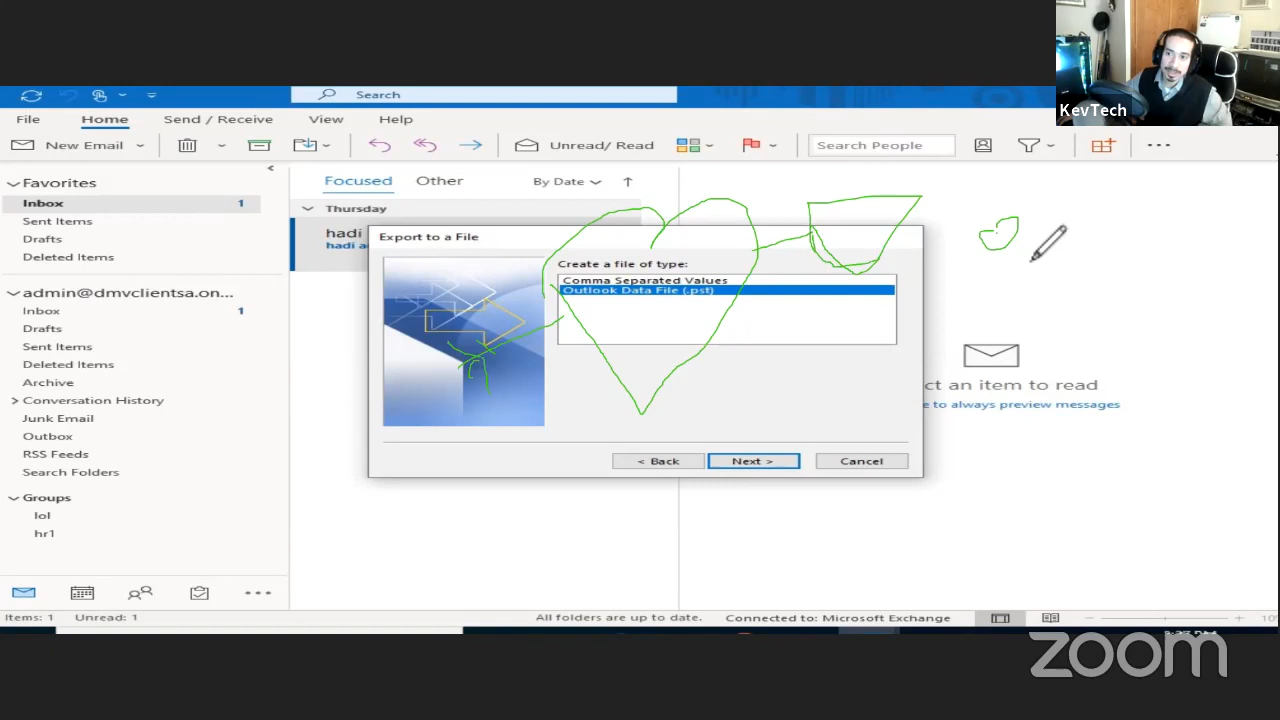 KevTech
Search
File Home Send / Receive View Help
New Email Unread/ Read Search People
Favorites
Inbox 1
Sent Items
Drafts
Deleted Items
admin@dmvclientsa.on...
Inbox 1
Drafts
Sent Items
Deleted Items
Archive
Conversation History
Junk Email
Outbox
RSS Feeds
Search Folders
Groups
lol
hr1
Focused Other By Date
Thursday
hadi
hadi a
Export to a File
Create a file of type:
Comma Separated Values
Outlook Data File (.pst)
< Back Next > Cancel
ct an item to read
e to always preview messages
Items: 1 Unread: 1 All folders are up to date. Connected to: Microsoft Exchange
zoom